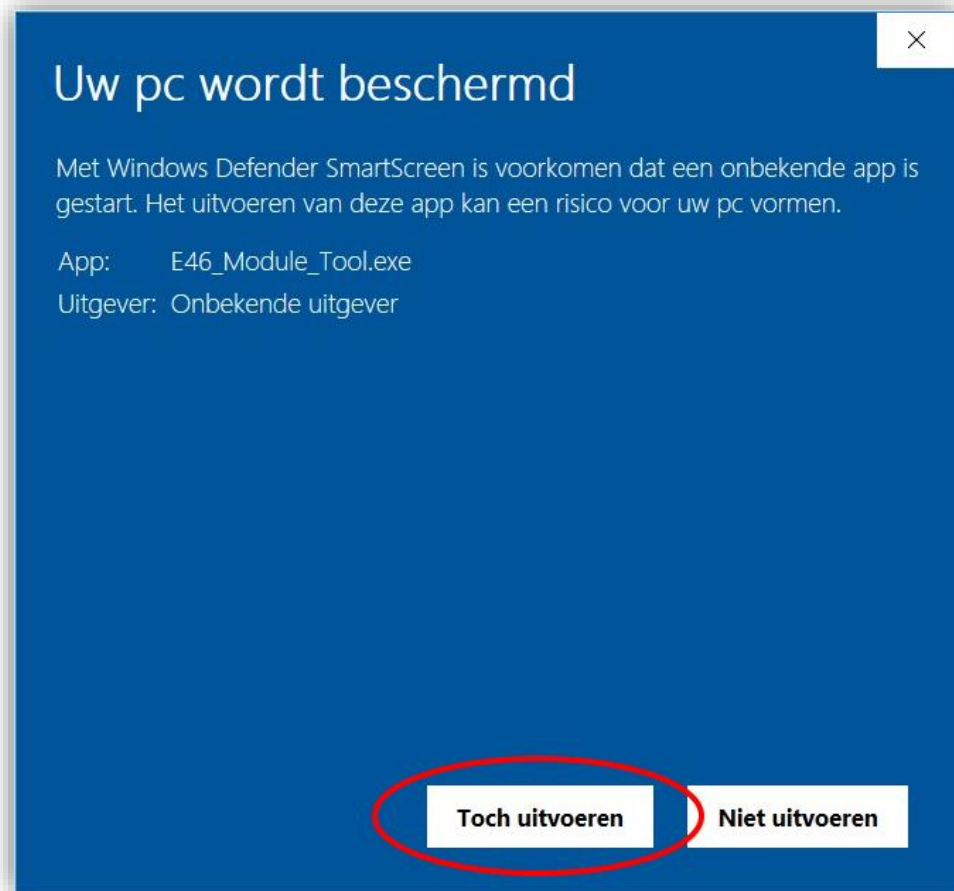 Uw pc wordt beschermd
Met Windows Defender SmartScreen is voorkomen dat een onbekende app is
gestart. Het uitvoeren van deze app kan een risico voor uw pc vormen.
App: E46_Module_Tool.exe
Uitgever: Onbekende uitgever
Toch uitvoeren Niet uitvoeren